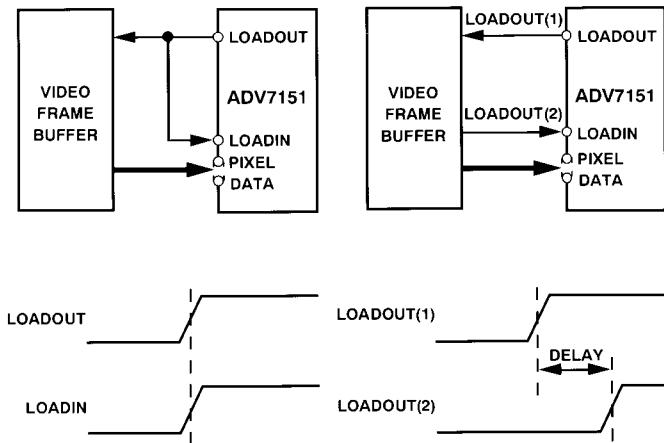 VIDEO
FRAME
BUFFER
LOADOUT
ADV7151
LOADIN
PIXEL
DATA
VIDEO
FRAME
BUFFER
LOADOUT(1)
LOADOUT
ADV7151
LOADOUT(2)
LOADIN
PIXEL
DATA
LOADOUT
LOADIN
LOADOUT(1)
DELAY
LOADOUT(2)